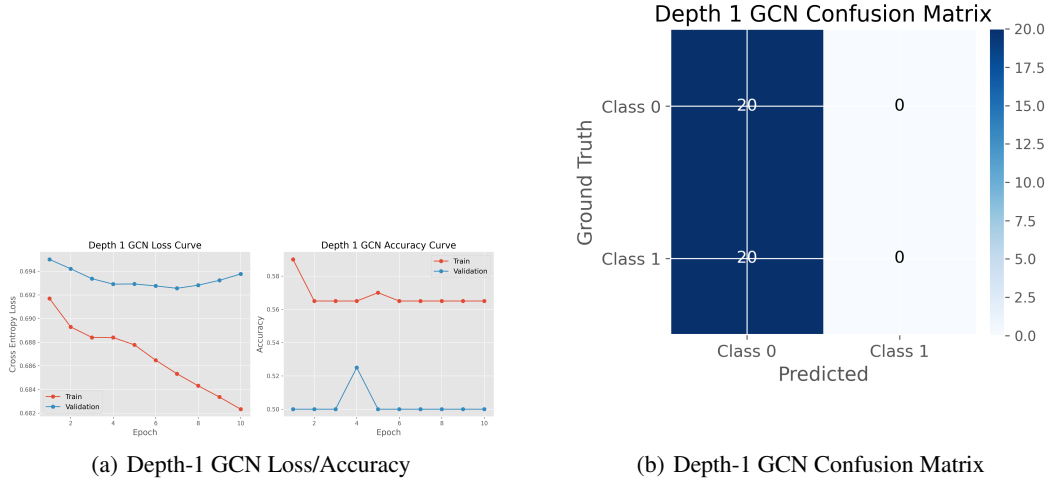 Depth 1 GCN Loss Curve
Cross Entropy Loss
0.694
0.692
0.690
0.688
0.686
0.684
0.682
Train
Validation
2 4 6 8 10
Epoch
Depth 1 GCN Accuracy Curve
Accuracy
0.58
0.56
0.54
0.52
0.50
Train
Validation
2 4 6 8 10
Epoch
(a) Depth-1 GCN Loss/Accuracy
Depth 1 GCN Confusion Matrix
Ground Truth
Class 0
20 0
Class 1
20 0
Class 0 Class 1
Predicted
20.0
17.5
15.0
12.5
10.0
7.5
5.0
2.5
0.0
(b) Depth-1 GCN Confusion Matrix